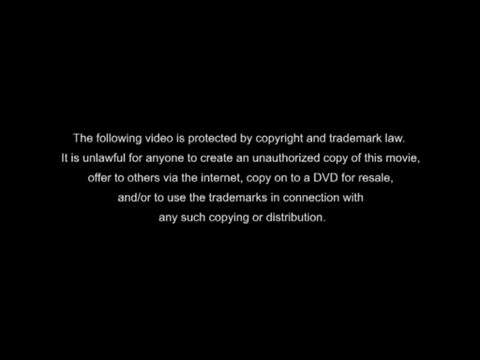 The following video is protected by copyright and trademark law.
It is unlawful for anyone to create an unauthorized copy of this movie,
offer to others via the internet, copy on to a DVD for resale,
and/or to use the trademarks in connection with
any such copying or distribution.